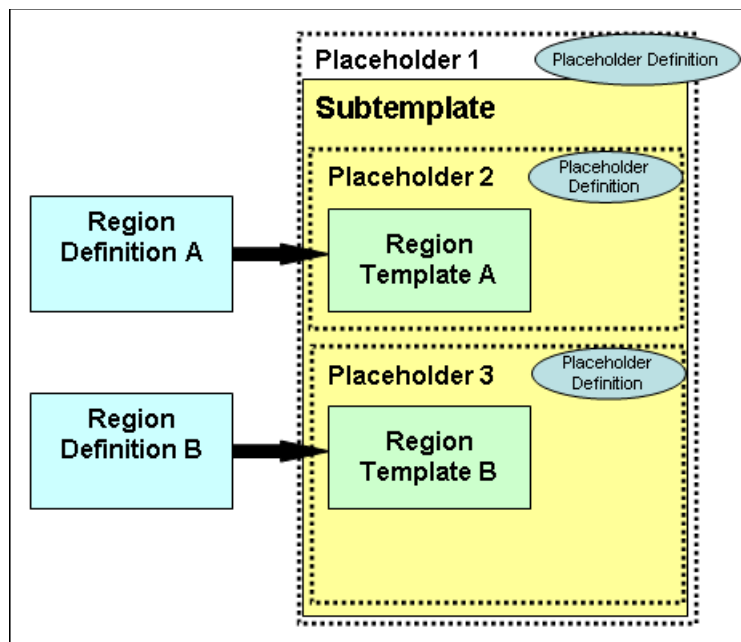 Placeholder 1
Placeholder Definition
Subtemplate
Placeholder 2
Placeholder
Definition
Region
Definition A
Region
Template A
Placeholder 3
Placeholder
Definition
Region
Definition B
Region
Template B